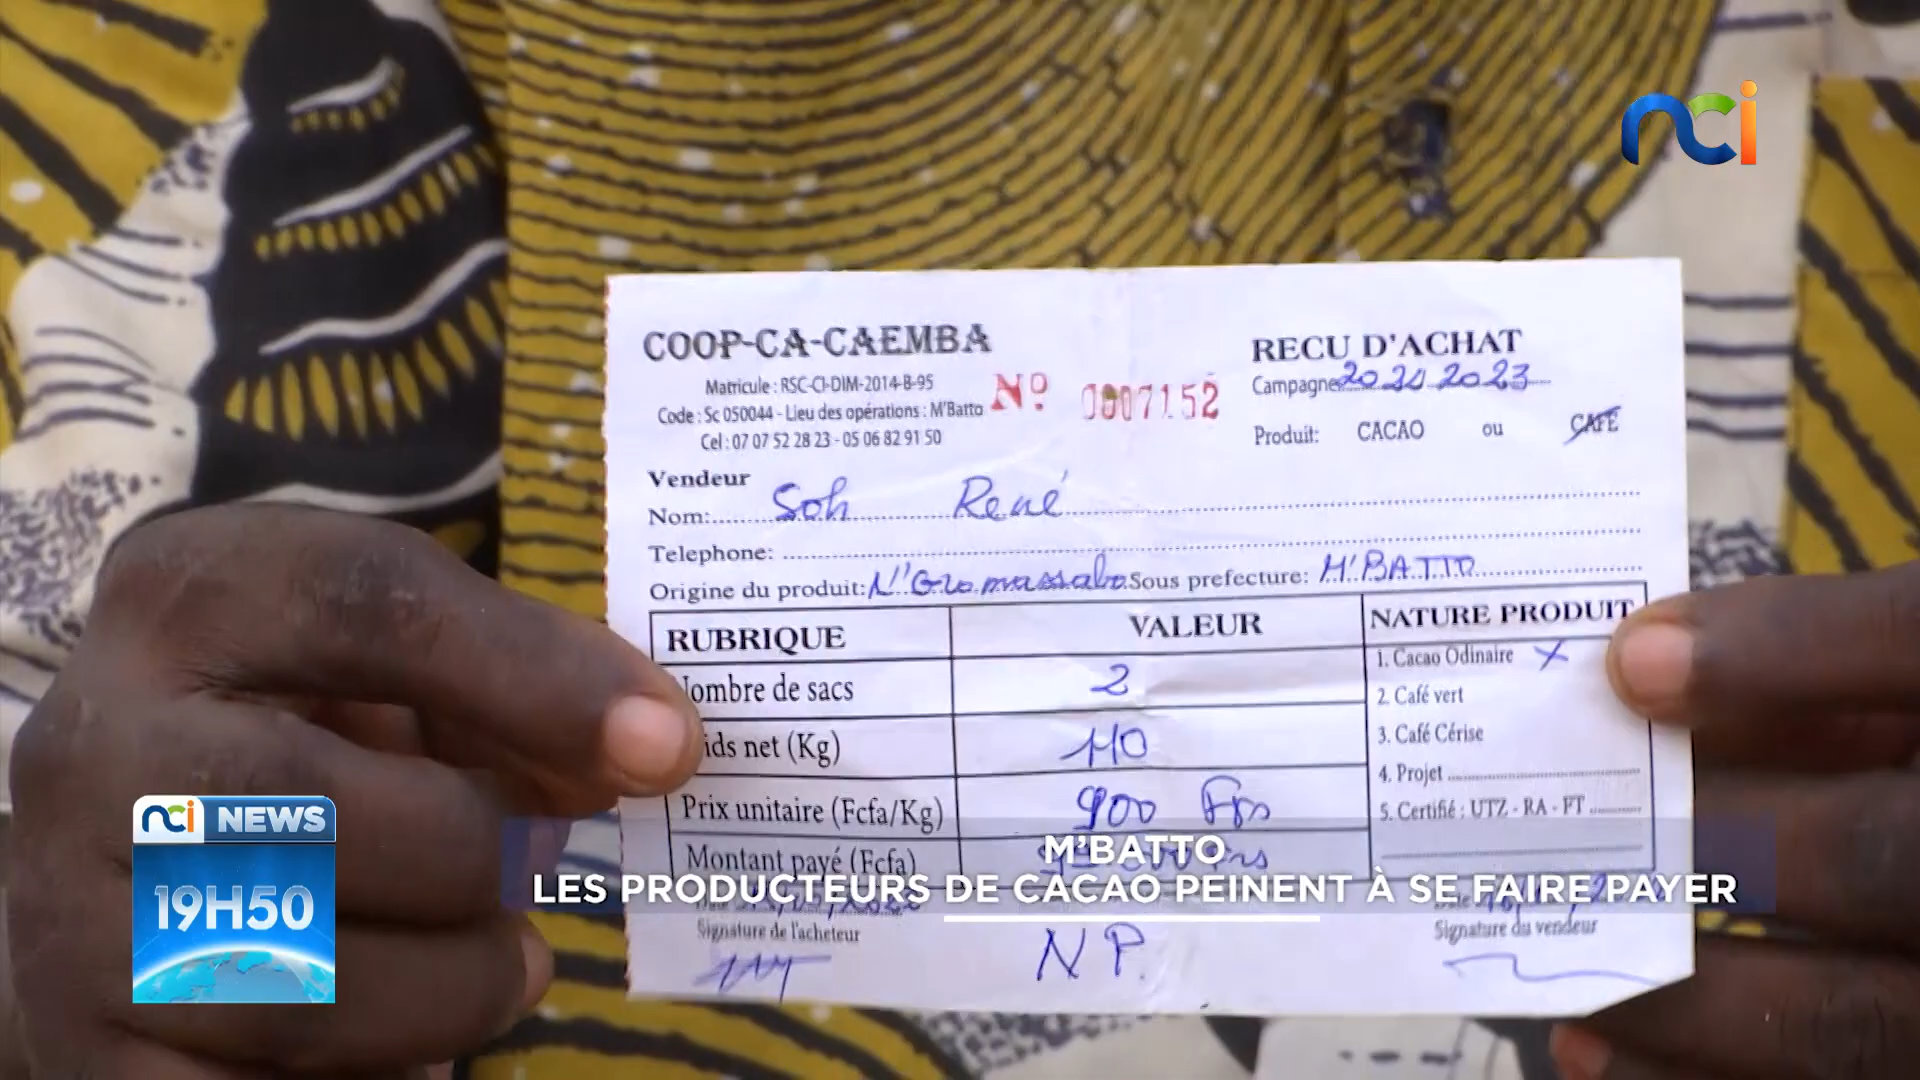 nci
COOP-CA-CAEMBA
Matricule : RSC-CI-DIM-2014-B-95
Code : Sc 050044 - Lieu des opérations : M'Batto
Cel : 07 07 52 28 23 - 05 06 82 91 50
Nº 0007152
RECU D'ACHAT
Campagne 2023
Produit: CACAO ou CAFE
Vendeur
Nom: Soh René
Telephone:
Origine du produit: Sous prefecture: M'BATTO
RUBRIQUE VALEUR NATURE PRODUIT
Nombre de sacs 2
ids net (Kg) 110
Prix unitaire (Fcfa/Kg) 900 Frs
Montant payé (Fcfa)
1. Cacao Odinaire X
2. Café vert
3. Café Cérise
4. Projet
5. Certifié : UTZ - RA - FT
Signature de l'acheteur
N P.
Signature du vendeur
nci NEWS
19H50
M'BATTO
LES PRODUCTEURS DE CACAO PEINENT À SE FAIRE PAYER